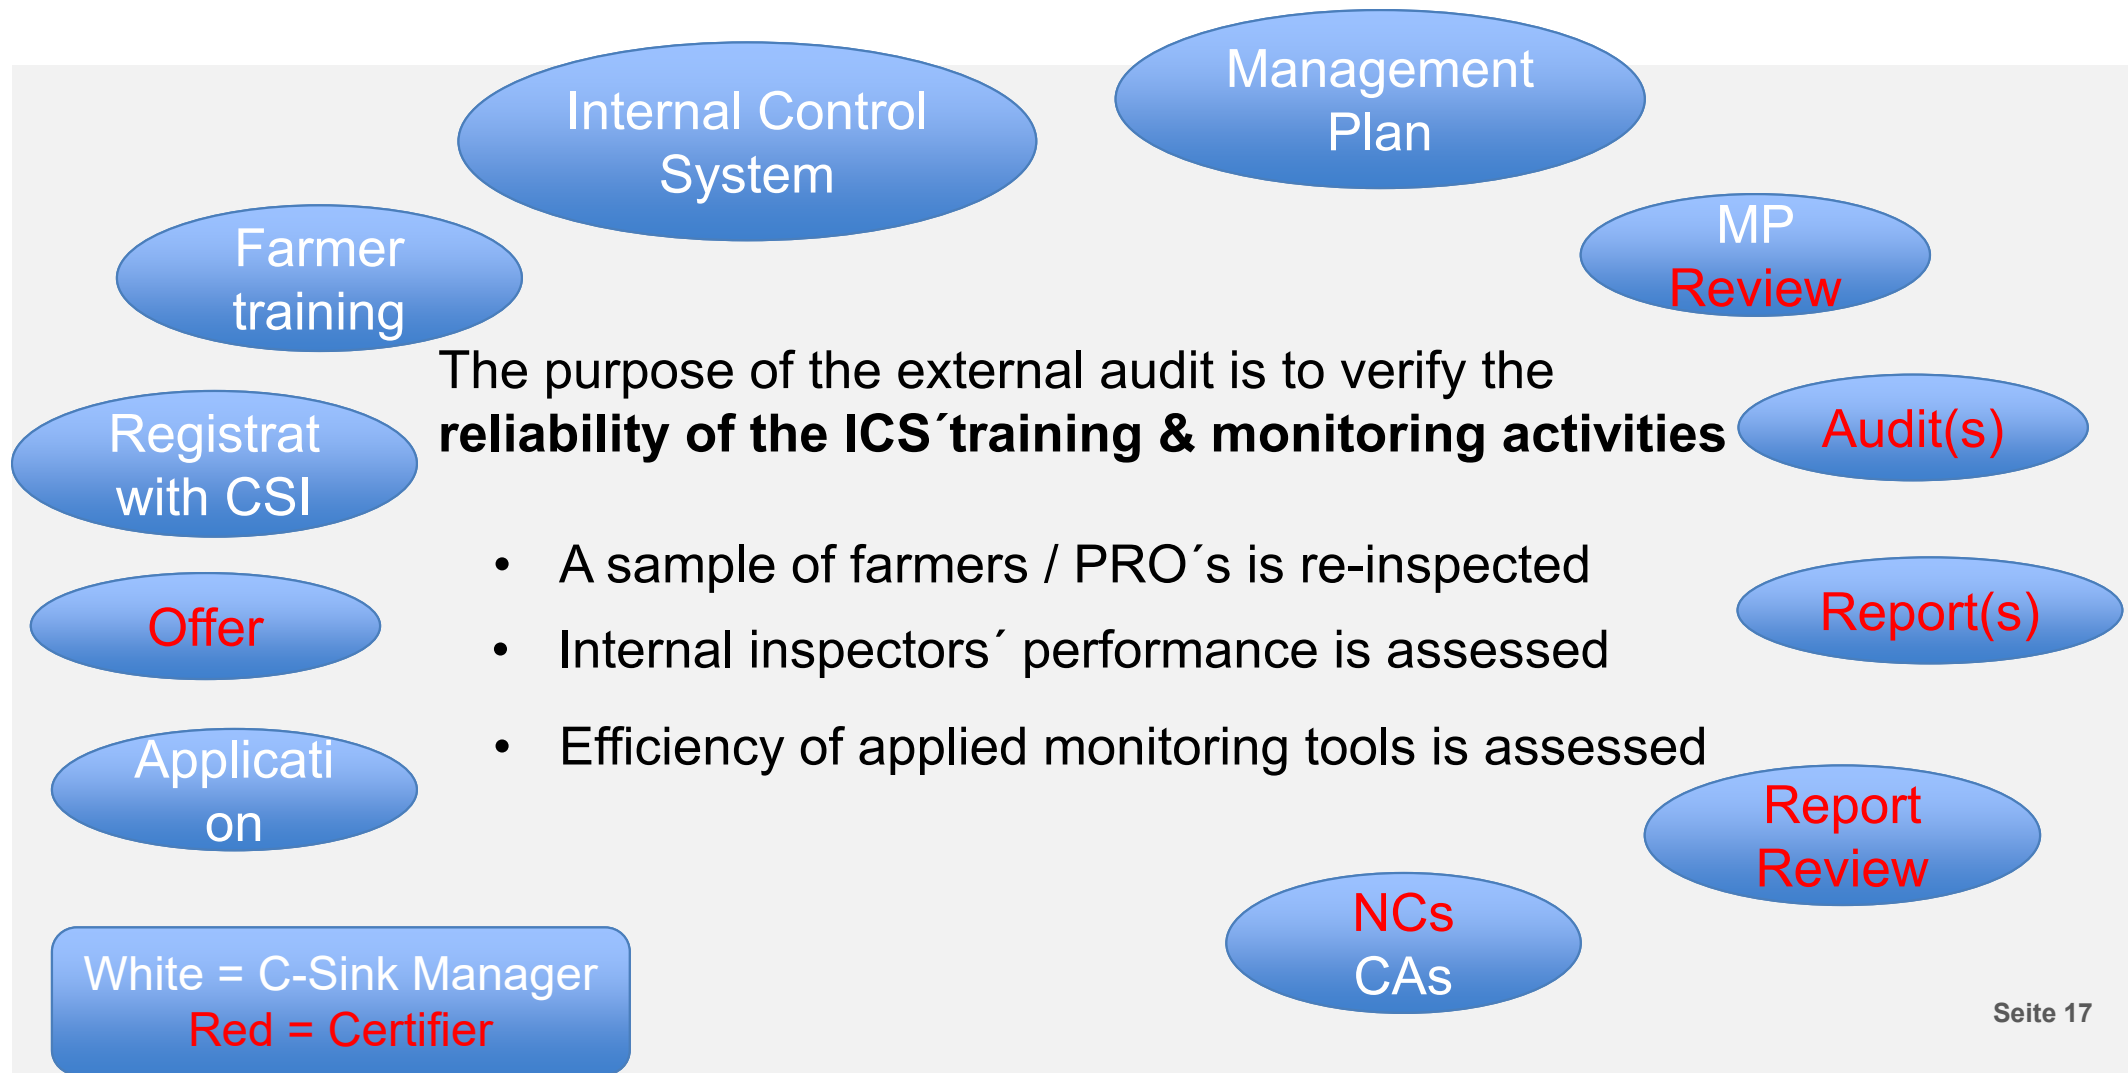 Management
Plan
Internal Control
System
MP
Review
Farmer
training
The purpose of the external audit is to verify the
reliability of the ICS´training & monitoring activities
Audit(s)
Registrat
with CSI
• A sample of farmers / PRO´s is re-inspected
Report(s)
Offer
• Internal inspectors´ performance is assessed
• Efficiency of applied monitoring tools is assessed
Applicati
on
Report
Review
NCs
CAs
White = C-Sink Manager
Red = Certifier
Seite 17